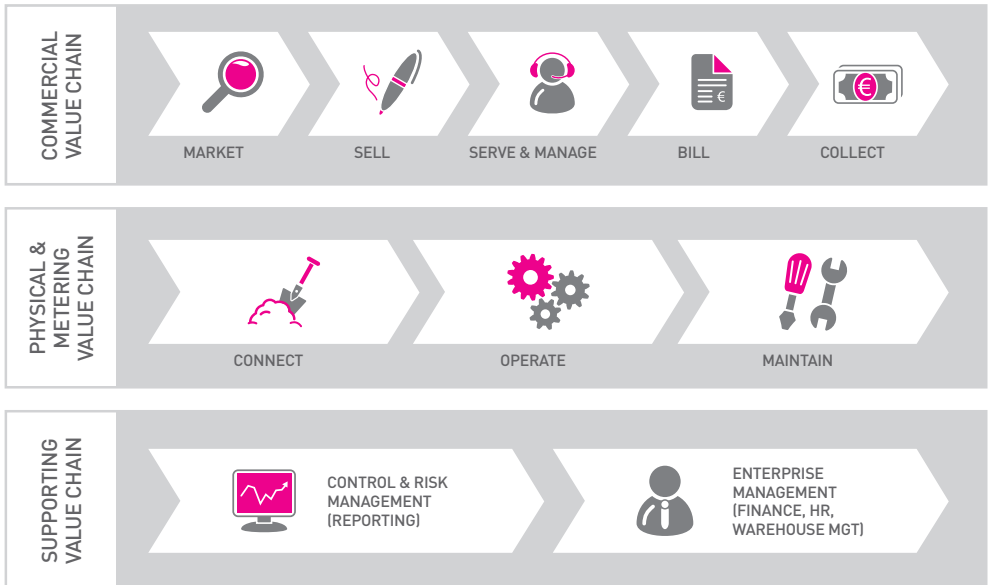 COMMERCIAL
VALUE CHAIN
MARKET
SELL
SERVE & MANAGE
BILL
€
COLLECT
€
PHYSICAL &
METERING
VALUE CHAIN
CONNECT
OPERATE
MAINTAIN
SUPPORTING
VALUE CHAIN
CONTROL & RISK
MANAGEMENT
(REPORTING)
ENTERPRISE
MANAGEMENT
(FINANCE, HR,
WAREHOUSE MGT)